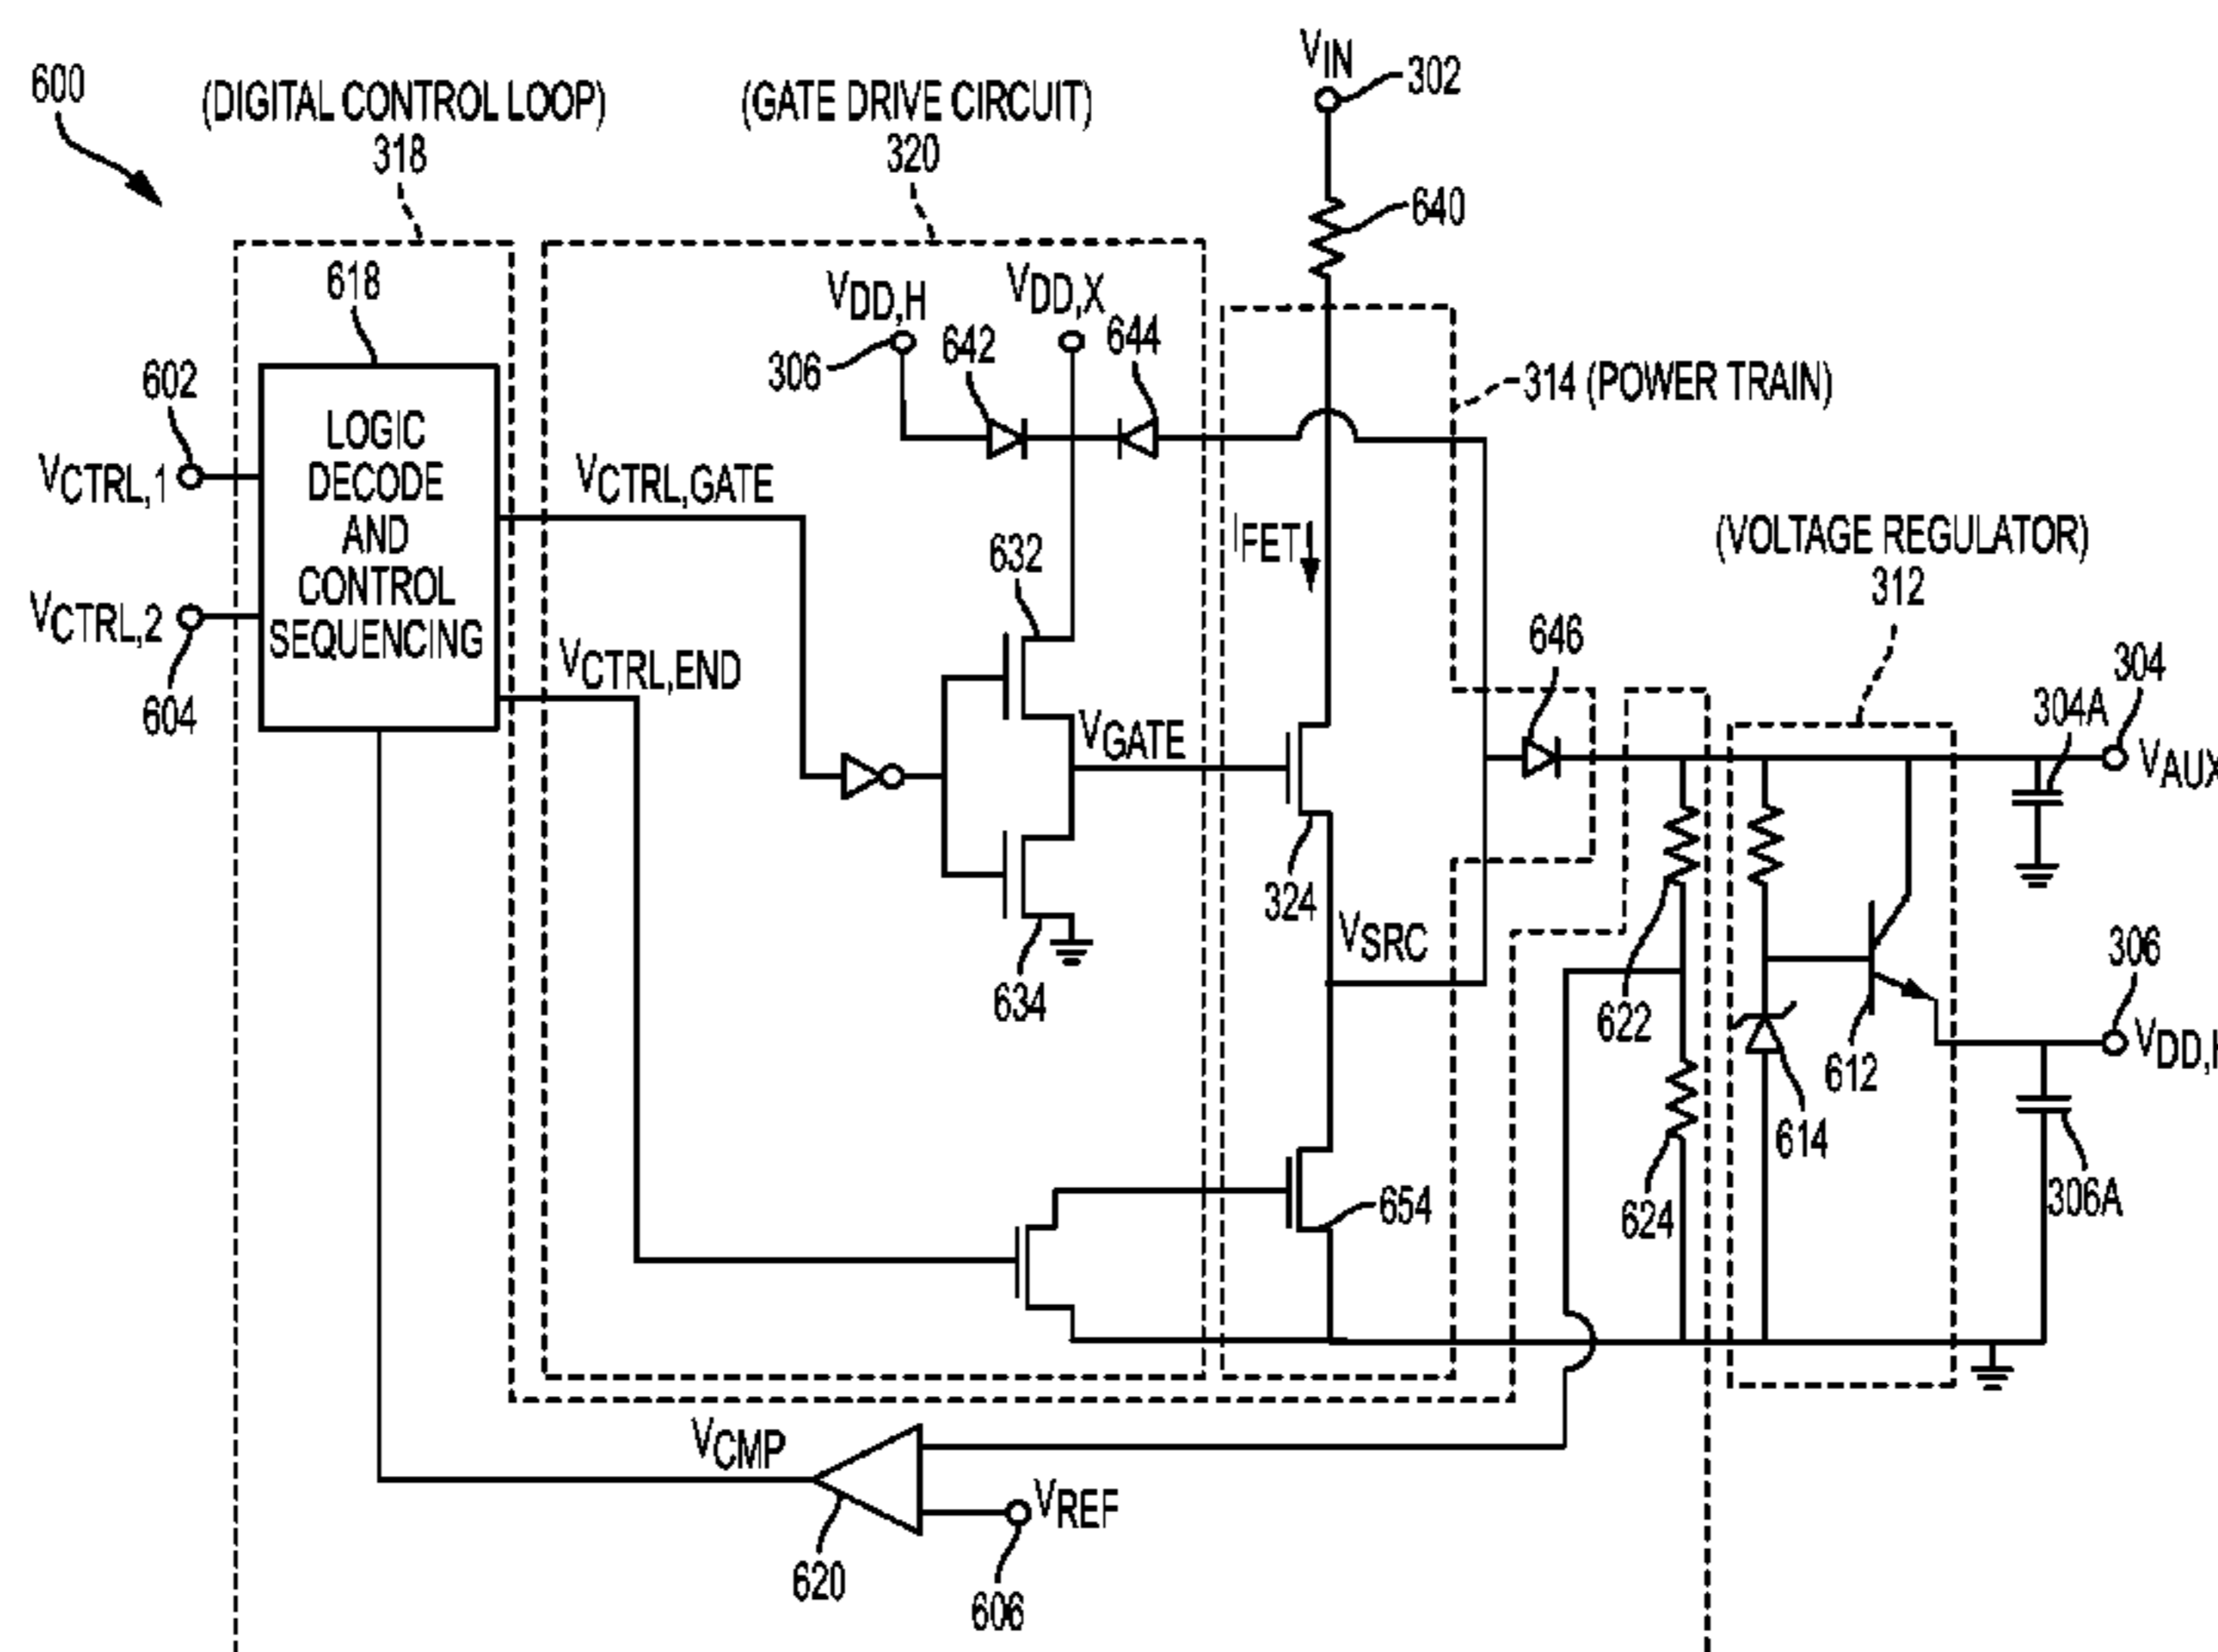 600
(DIGITAL CONTROL LOOP)
318
(GATE DRIVE CIRCUIT)
320
VIN
302
640
618
VDD,H
306
642
VDD,X
644
314 (POWER TRAIN)
602
VCTRL,1
VCTRL,2
604
LOGIC
DECODE
AND
CONTROL
SEQUENCING
VCTRL,GATE
VCTRL,END
632
IFET
VGATE
634
324
VSRC
646
(VOLTAGE REGULATOR)
312
304A
304
VAUX
622
624
614
612
306
VDD,H
306A
654
VCMP
620
VREF
606